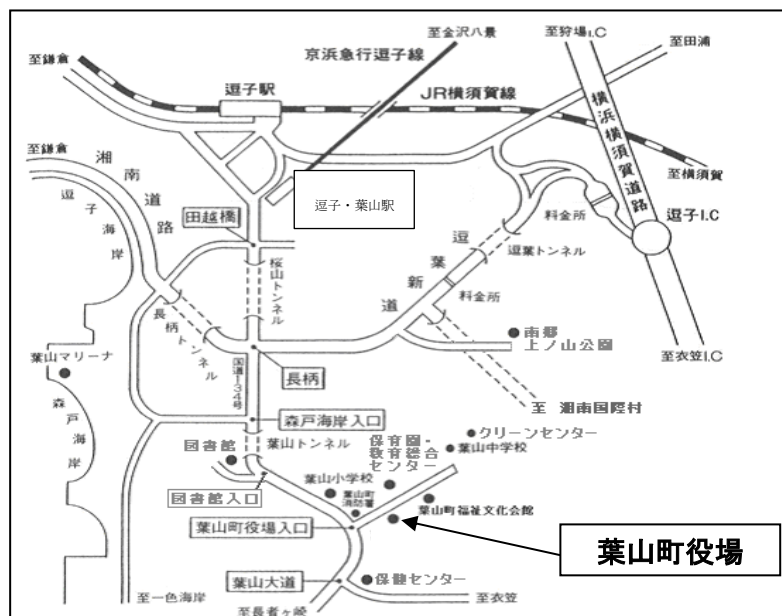 至金沢八景
至狩場I.C
至田浦
至鎌倉
京浜急行逗子線
逗子駅
JR横須賀線
横浜横須賀道路
至鎌倉
湘南道路
逗子海岸
至横須賀
逗子・葉山駅
料金所
逗子I.C
田越橋
逗葉新道
逗葉トンネル
桜山トンネル
料金所
長柄トンネル
南郷
上ノ山公園
葉山マリーナ
国道134号
長柄
至衣笠I.C
森戸海岸
森戸海岸入口
至 湘南国際村
葉山トンネル
クリーンセンター
図書館
保育園・
教育総合
センター
葉山中学校
葉山小学校
図書館入口
葉山町
消防署
葉山町福祉文化会館
葉山町役場入口
葉山町役場
葉山大道
保健センター
至一色海岸
至長者ヶ崎
至衣笠